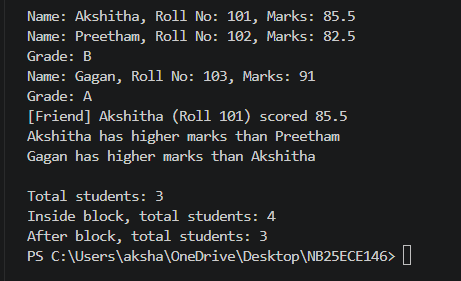 Name: Akshitha, Roll No: 101, Marks: 85.5
Name: Preetham, Roll No: 102, Marks: 82.5
Grade: B
Name: Gagan, Roll No: 103, Marks: 91
Grade: A
[Friend] Akshitha (Roll 101) scored 85.5
Akshitha has higher marks than Preetham
Gagan has higher marks than Akshitha

Total students: 3
Inside block, total students: 4
After block, total students: 3
PS C:\Users\aksha\OneDrive\Desktop\NB25ECE146>